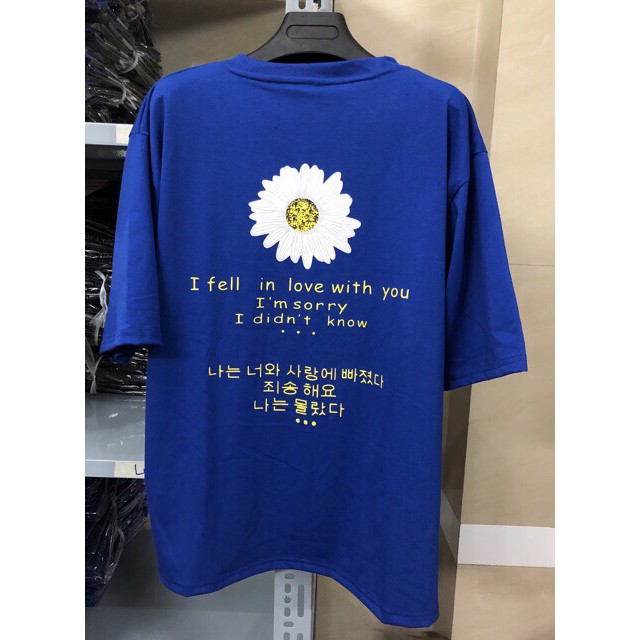 I fell in love with you
I'm sorry
I didn't know
...
나는 너와 사랑에 빠졌다
죄송해요
나는 몰랐다
...